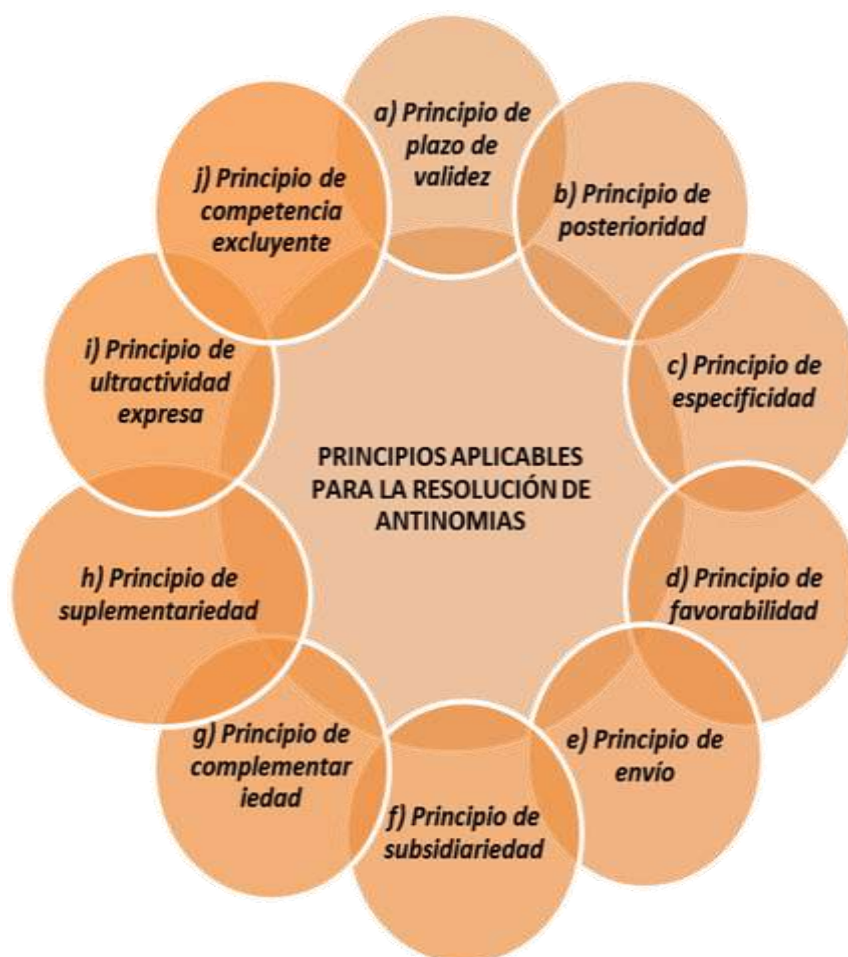 PRINCIPIOS APLICABLES
PARA LA RESOLUCIÓN DE
ANTINOMIAS
a) Principio de
plazo de
validez
b) Principio de
posterioridad
c) Principio de
especificidad
d) Principio de
favorabilidad
e) Principio de
envío
f) Principio de
subsidiariedad
g) Principio de
complementar
iedad
h) Principio de
suplementariedad
i) Principio de
ultractividad
expresa
j) Principio de
competencia
excluyente